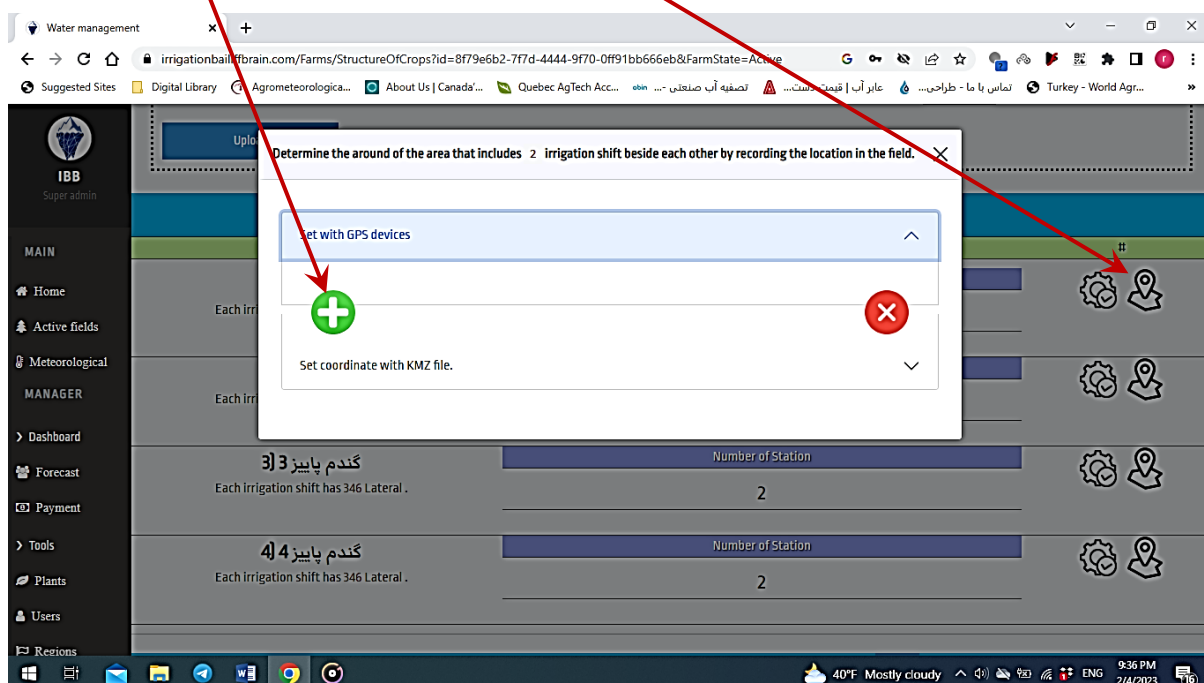 Water management
irrigationbailiffbrain.com/Farms/StructureOfCrops?id=8f79e6b2-7f7d-4444-9f70-0ff91bb666eb&FarmState=Active
Suggested Sites Digital Library Agrometeorologica... About Us | Canada'... Quebec AgTech Acc... تصفیه آب صنعتی -... عابر آب | قیمت دست... تماس با ما - طراحی... Turkey - World Agr... »
IBB
Super admin
MAIN
Home
Active fields
Meteorological
MANAGER
Dashboard
Forecast
Payment
Tools
Plants
Users
Regions
Uplo
Determine the around of the area that includes 2 irrigation shift beside each other by recording the location in the field.
Set with GPS devices
Set coordinate with KMZ file.
#
Each irri
Each irri
گندم پاییز 3 [3
Each irrigation shift has 346 Lateral .
Number of Station
2
گندم پاییز 4 [4
Each irrigation shift has 346 Lateral .
Number of Station
2
40°F Mostly cloudy ENG 9:36 PM
2/4/2023
16